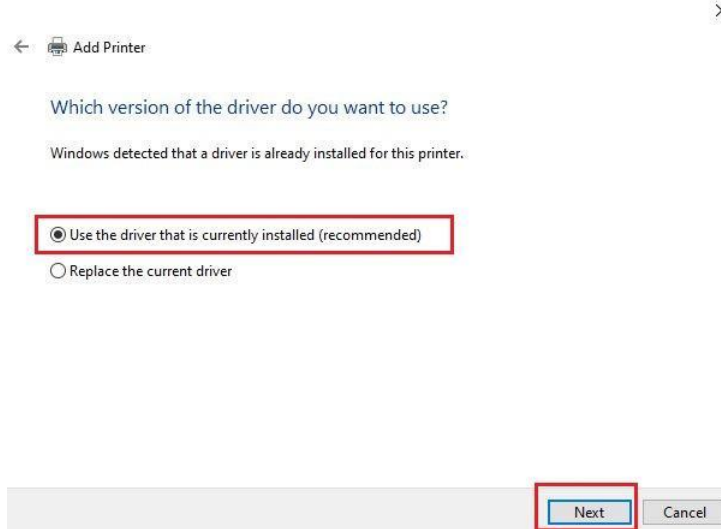 Add Printer
Which version of the driver do you want to use?
Windows detected that a driver is already installed for this printer.
Use the driver that is currently installed (recommended)
Replace the current driver
Next Cancel